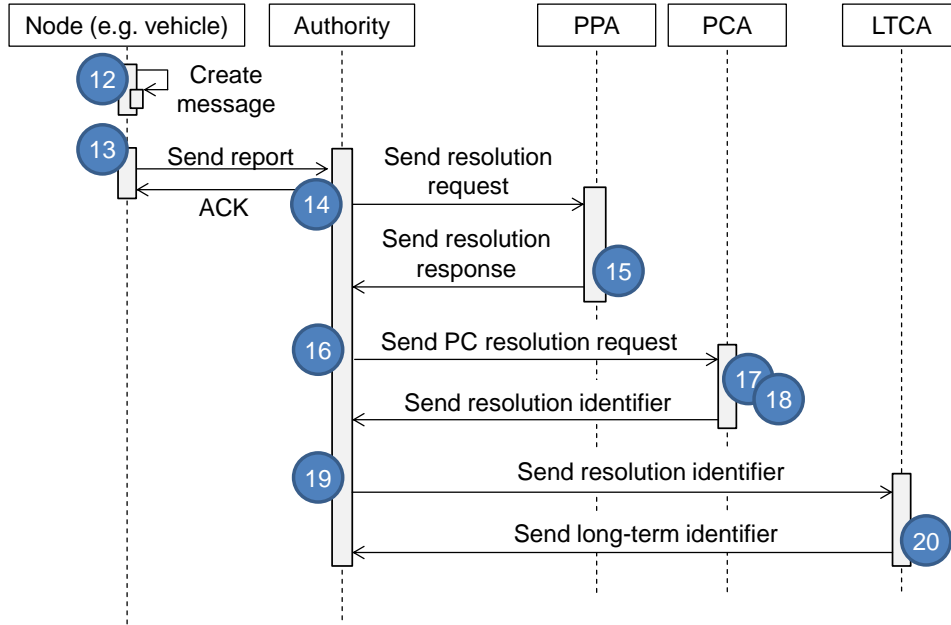 Node (e.g. vehicle)
Authority
PPA
PCA
LTCA
12
Create
message
13
Send report
ACK
14
Send resolution
request
Send resolution
response
15
16
Send PC resolution request
17
18
Send resolution identifier
19
Send resolution identifier
Send long-term identifier
20